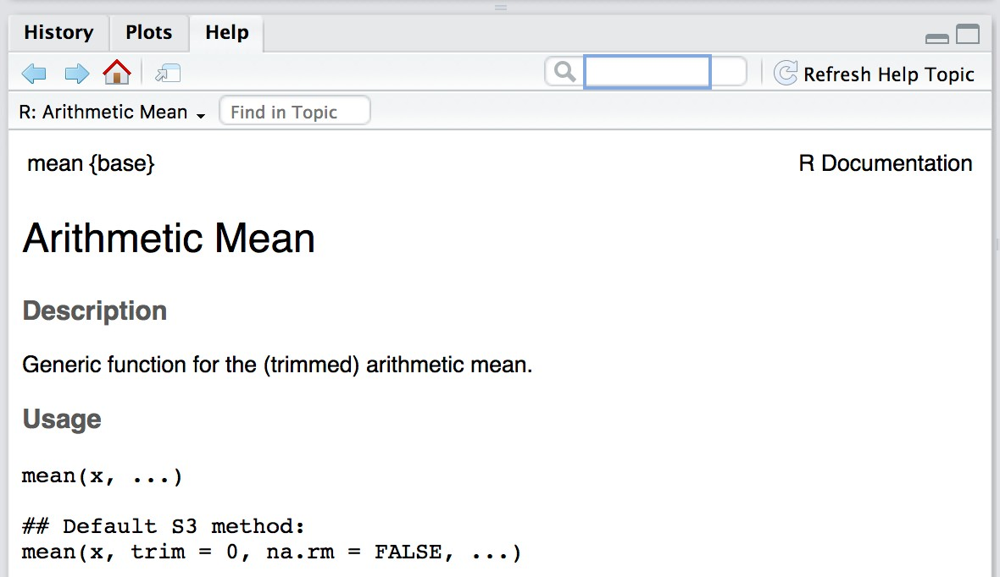 History Plots Help
Refresh Help Topic
R: Arithmetic Mean Find in Topic
mean {base} R Documentation
Arithmetic Mean
Description
Generic function for the (trimmed) arithmetic mean.
Usage
mean(x, ...)
## Default S3 method:
mean(x, trim = 0, na.rm = FALSE, ...)